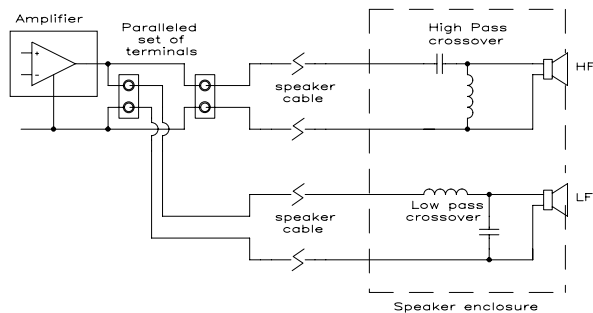 Amplifier
Paralleled
set of
terminals
+
-
High Pass
crossover
HF
speaker
cable
Low pass
crossover
LF
speaker
cable
Speaker enclosure